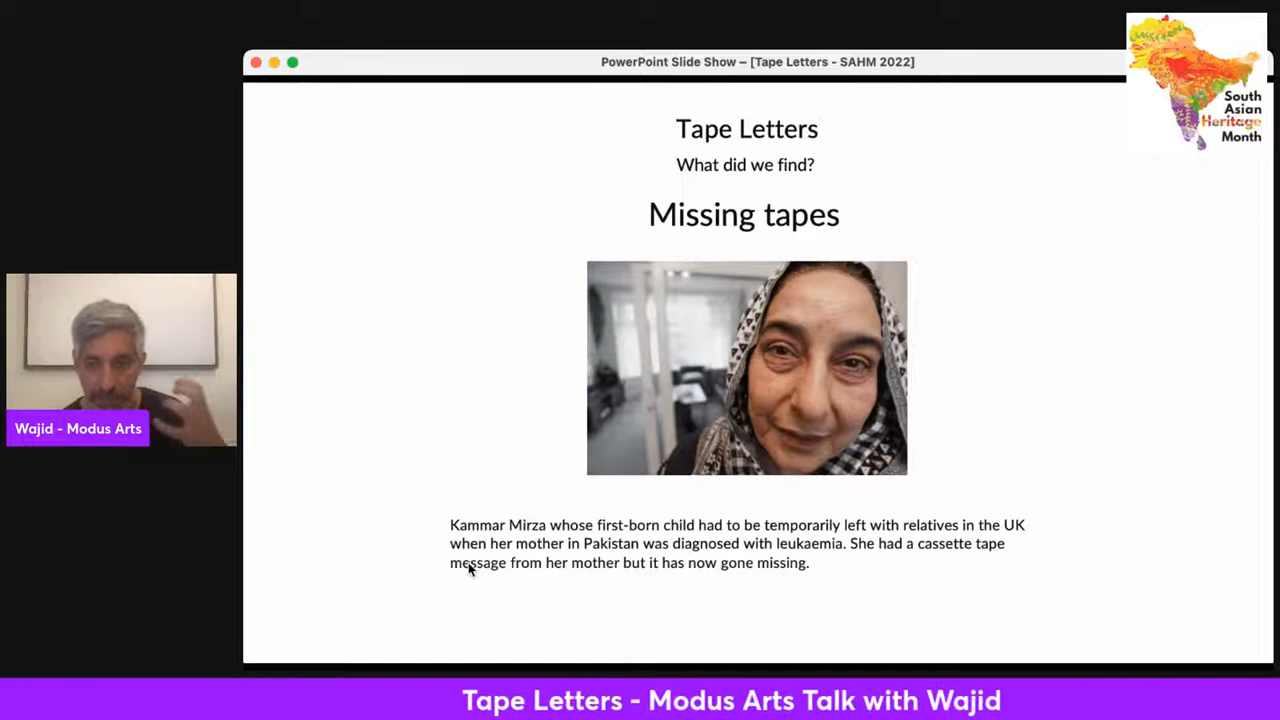 PowerPoint Slide Show – [Tape Letters - SAHM 2022]
South
Asian
Heritage
Month
Tape Letters
What did we find?
Missing tapes
Wajid - Modus Arts
Kammar Mirza whose first-born child had to be temporarily left with relatives in the UK
when her mother in Pakistan was diagnosed with leukaemia. She had a cassette tape
message from her mother but it has now gone missing.
Tape Letters - Modus Arts Talk with Wajid